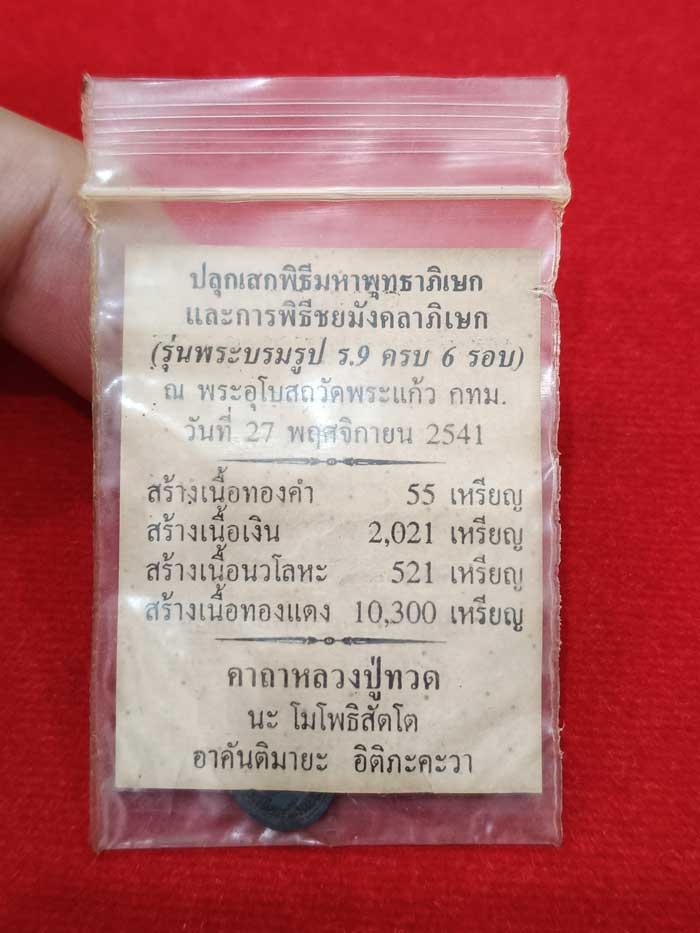 ปลุกเสกพิธีมหาพุทธาภิเษก
และการพิธีชยมังคลาภิเษก
(รุ่นพระบรมรูป ร.9 ครบ 6 รอบ)
ณ พระอุโบสถวัดพระแก้ว กทม.
วันที่ 27 พฤศจิกายน 2541
สร้างเนื้อทองคำ 55 เหรียญ
สร้างเนื้อเงิน 2,021 เหรียญ
สร้างเนื้อนวโลหะ 521 เหรียญ
สร้างเนื้อทองแดง 10,300 เหรียญ
คาถาหลวงปู่ทวด
นะ โมโพธิสัตโต
อาคันติมายะ อิติภะคะวา